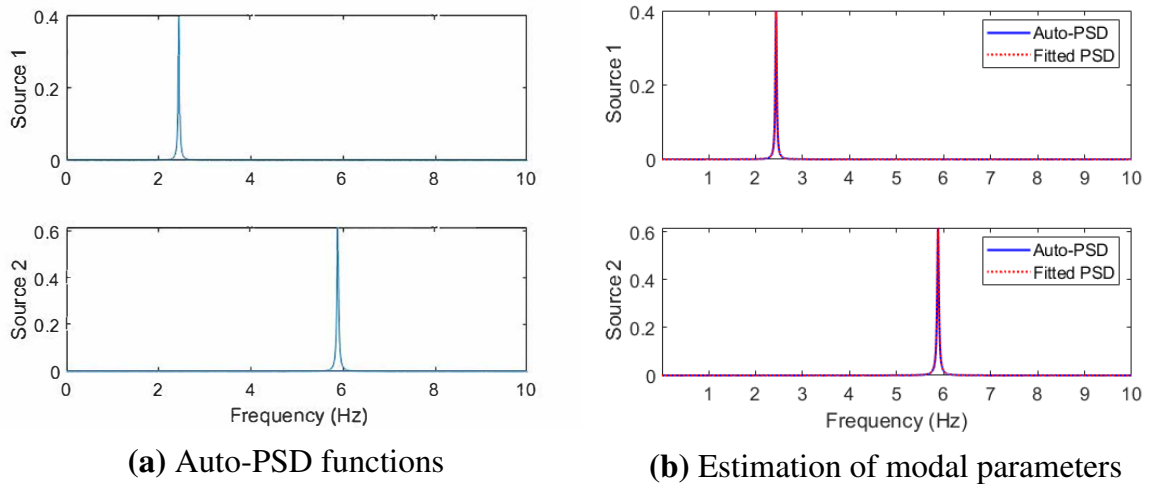 Source 1
0.4
0.2
0
0 2 4 6 8 10
Source 2
0.6
0.4
0.2
0
0 2 4 6 8 10
Frequency (Hz)
(a) Auto-PSD functions
Source 1
0.4
0.2
0
1 2 3 4 5 6 7 8 9 10
Auto-PSD
Fitted PSD
Source 2
0.6
0.4
0.2
0
1 2 3 4 5 6 7 8 9 10
Auto-PSD
Fitted PSD
Frequency (Hz)
(b) Estimation of modal parameters